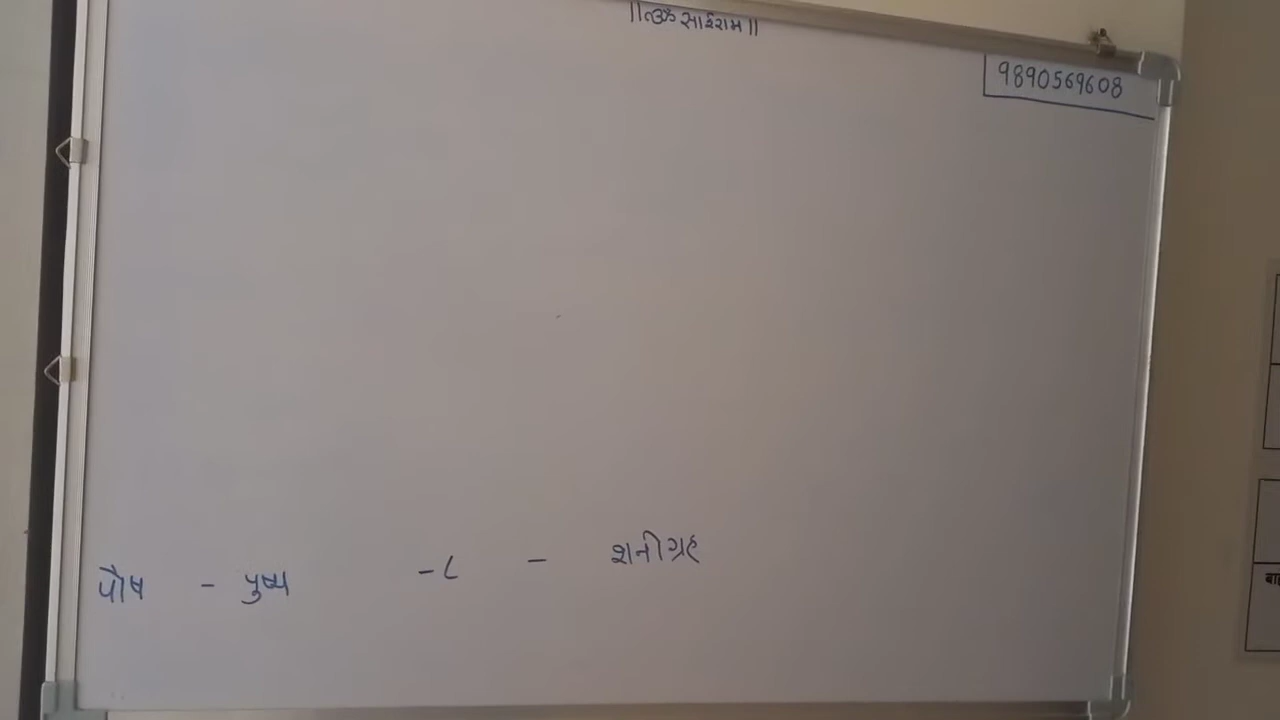 ||ॐ साईराम||
9890569608
पौष - पुष्य -८ - शनीग्रह